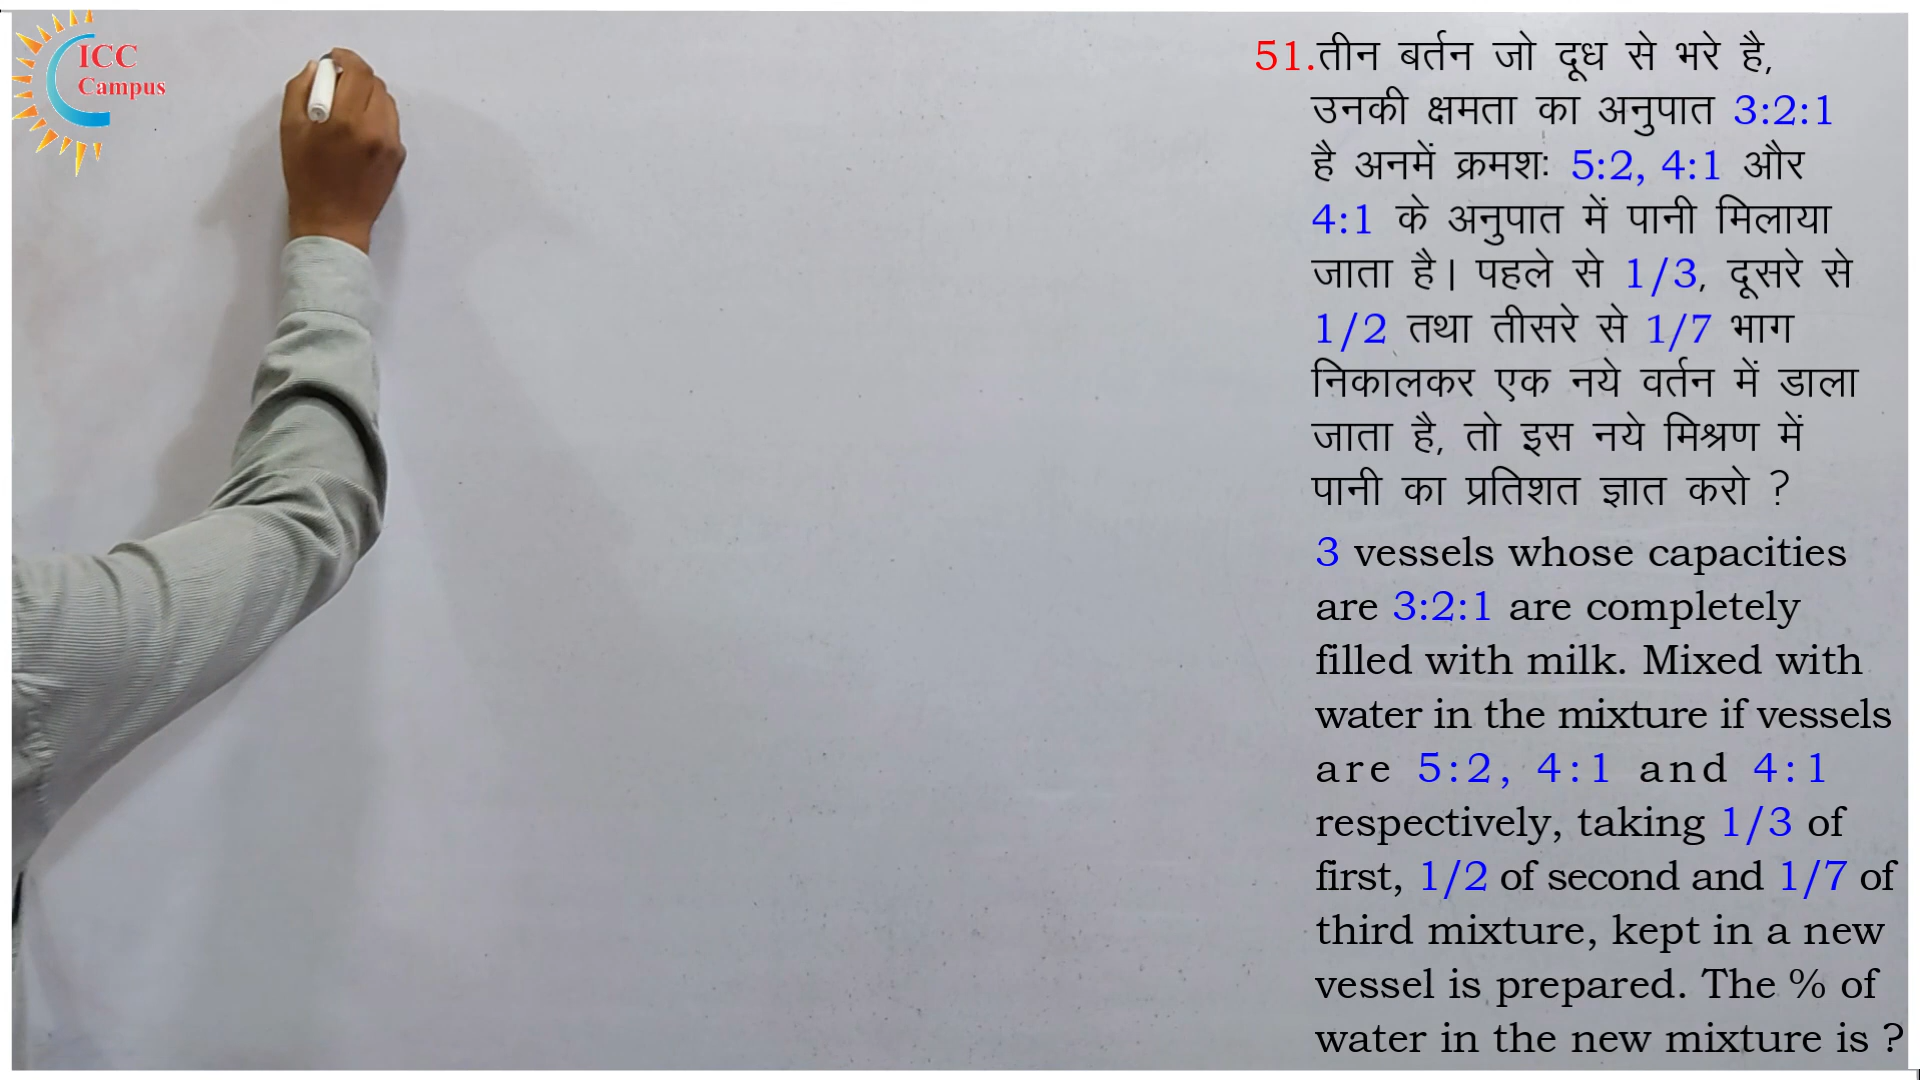 ICC
Campus
51.तीन बर्तन जो दूध से भरे है,
उनकी क्षमता का अनुपात 3:2:1
है अनमें क्रमशः 5:2, 4:1 और
4:1 के अनुपात में पानी मिलाया
जाता है। पहले से 1/3, दूसरे से
1/2 तथा तीसरे से 1/7 भाग
निकालकर एक नये वर्तन में डाला
जाता है, तो इस नये मिश्रण में
पानी का प्रतिशत ज्ञात करो ?
3 vessels whose capacities
are 3:2:1 are completely
filled with milk. Mixed with
water in the mixture if vessels
are 5:2, 4:1 and 4:1
respectively, taking 1/3 of
first, 1/2 of second and 1/7 of
third mixture, kept in a new
vessel is prepared. The % of
water in the new mixture is ?